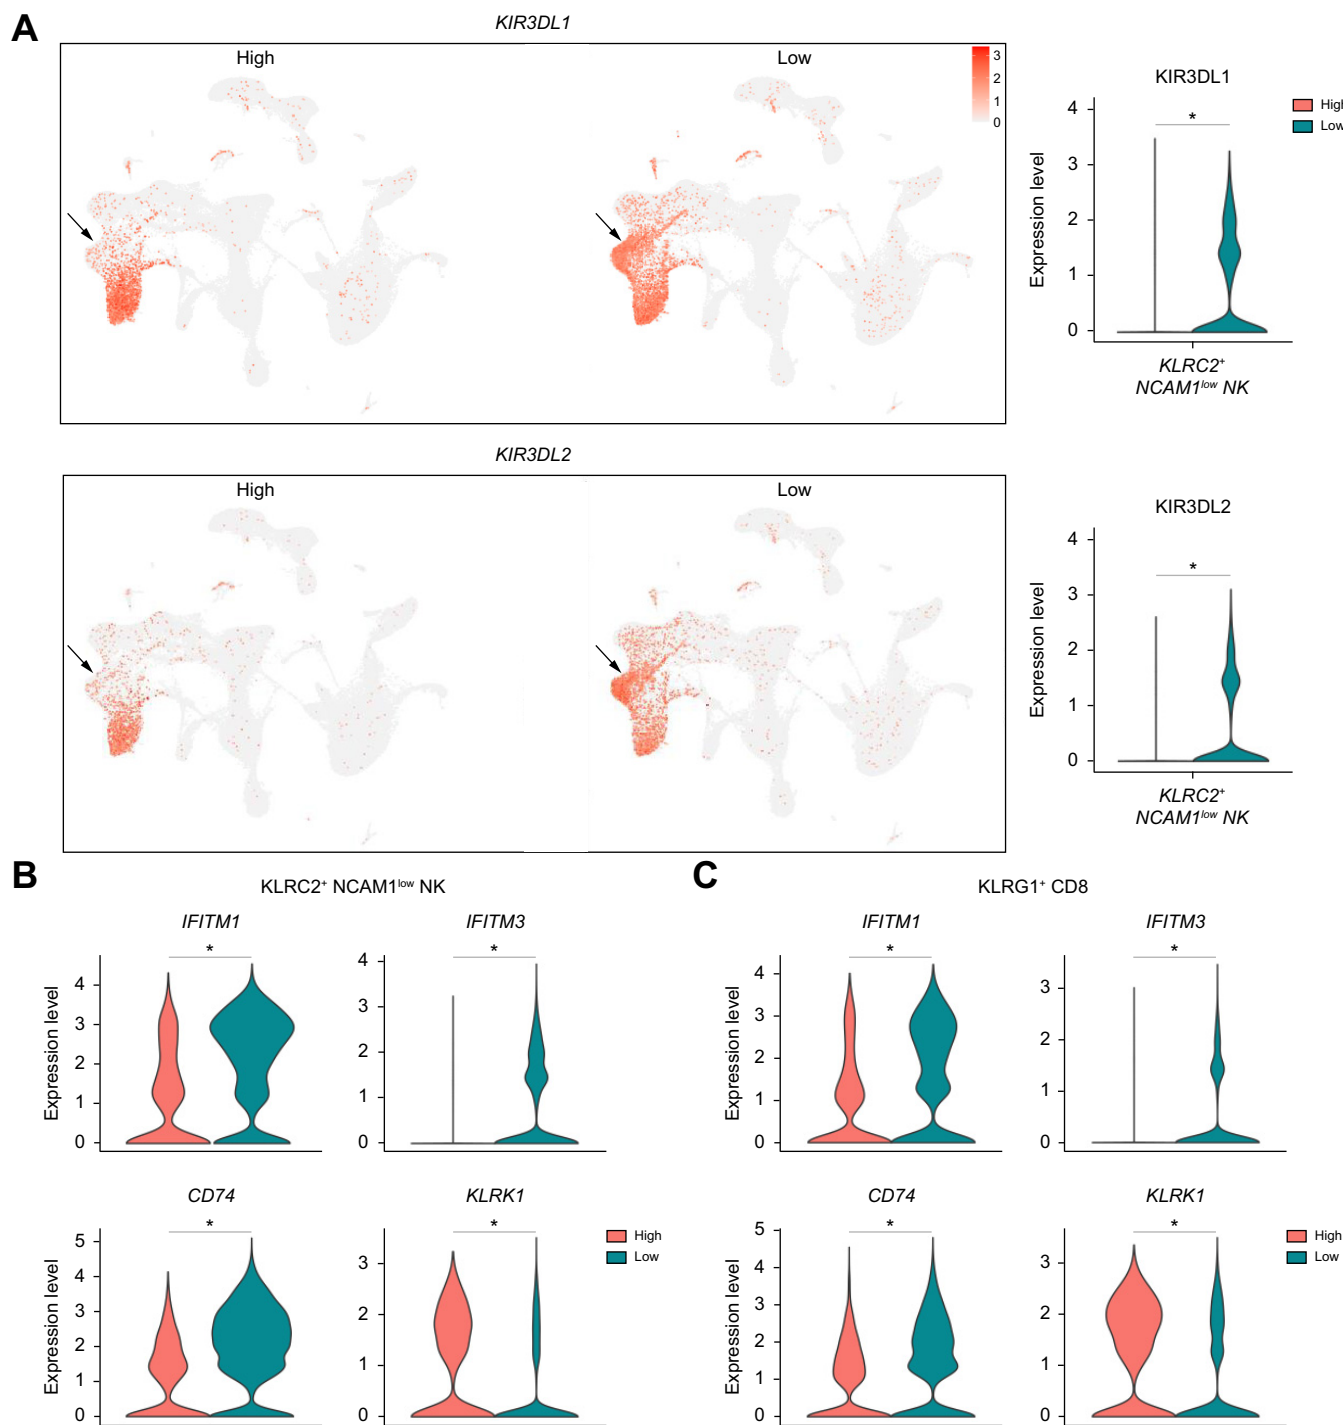 A
KIR3DL1
High
Low
3
2
1
0
KIR3DL1
High
Low
4
3
2
1
0
Expression level
*
KLRC2+
NCAM1low NK
KIR3DL2
High
Low
KIR3DL2
4
3
2
1
0
Expression level
*
KLRC2+
NCAM1low NK
B
KLRC2+ NCAM1low NK
IFITM1
*
4
3
2
1
0
Expression level
IFITM3
*
4
3
2
1
0
CD74
*
5
4
3
2
1
0
Expression level
KLRK1
*
3
2
1
0
High
Low
C
KLRG1+ CD8
IFITM1
*
4
3
2
1
0
Expression level
IFITM3
*
3
2
1
0
CD74
*
5
4
3
2
1
0
Expression level
KLRK1
*
3
2
1
0
High
Low